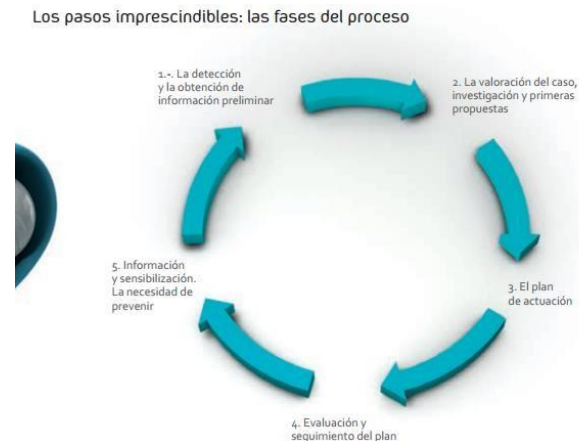 Los pasos imprescindibles: las fases del proceso
1.-. La detección
y la obtención de
información preliminar
2. La valoración del caso,
investigación y primeras
propuestas
3. El plan
de actuación
4. Evaluación y
seguimiento del plan
5. Información
y sensibilización.
La necesidad de
prevenir